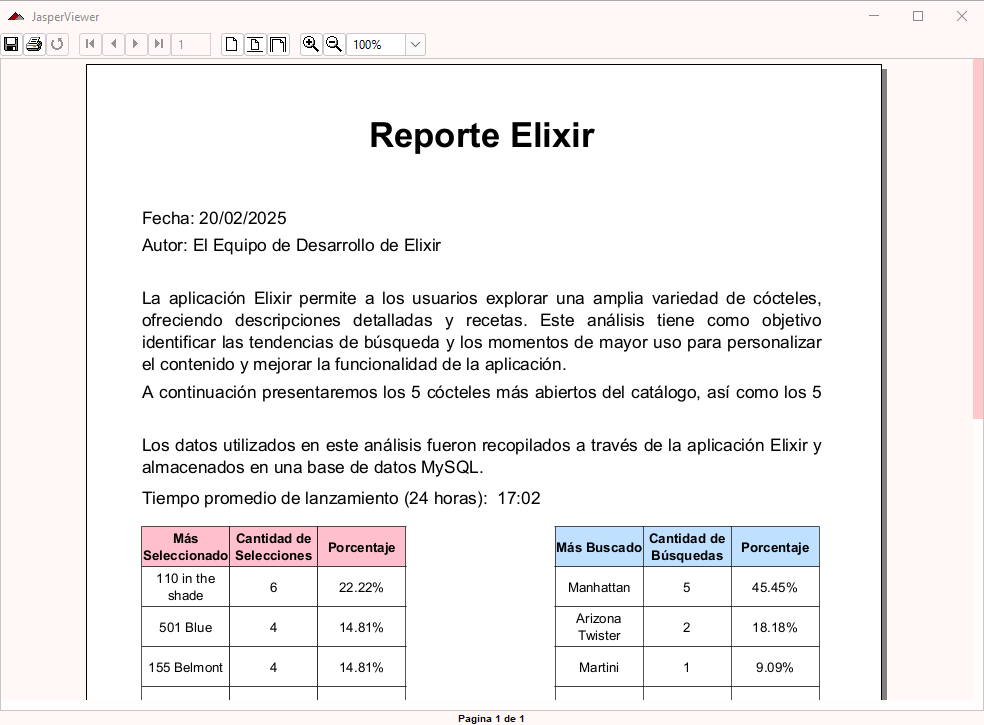 JasperViewer
1
100%
Reporte Elixir
Fecha: 20/02/2025
Autor: El Equipo de Desarrollo de Elixir
La aplicación Elixir permite a los usuarios explorar una amplia variedad de cócteles,
ofreciendo descripciones detalladas y recetas. Este análisis tiene como objetivo
identificar las tendencias de búsqueda y los momentos de mayor uso para personalizar
el contenido y mejorar la funcionalidad de la aplicación.
A continuación presentaremos los 5 cócteles más abiertos del catálogo, así como los 5
Los datos utilizados en este análisis fueron recopilados a través de la aplicación Elixir y
almacenados en una base de datos MySQL.
Tiempo promedio de lanzamiento (24 horas): 17:02
Más Seleccionado Cantidad de Selecciones Porcentaje
110 in the shade 6 22.22%
501 Blue 4 14.81%
155 Belmont 4 14.81%
Más Buscado Cantidad de Búsquedas Porcentaje
Manhattan 5 45.45%
Arizona Twister 2 18.18%
Martini 1 9.09%
Pagina 1 de 1